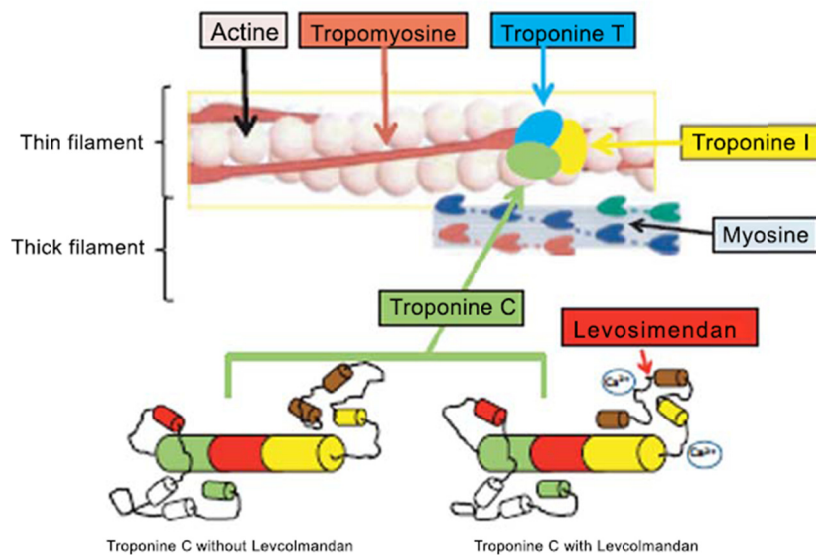 Actine
Tropomyosine
Troponine T
Thin filament
Troponine I
Thick filament
Myosine
Troponine C
Levosimendan
Ca²⁺
Ca²⁺
Troponine C without Levcolmandan
Troponine C with Levcolmandan